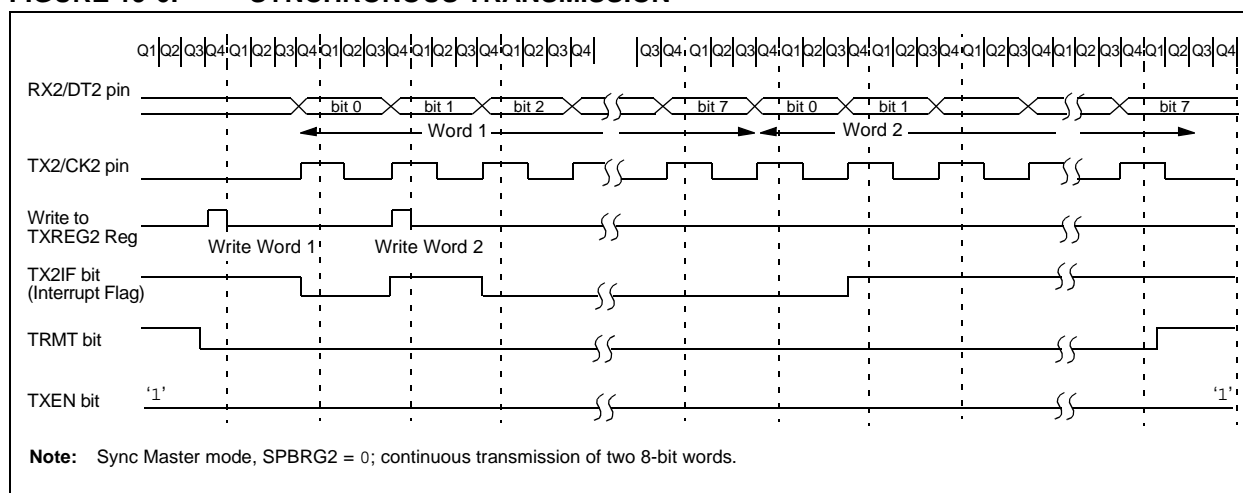 FIGURE SYNCHRONOUS TRANSMISSION
Q1 Q2 Q3 Q4 Q1 Q2 Q3 Q4 Q1 Q2 Q3 Q4 Q1 Q2 Q3 Q4 Q1 Q2 Q3 Q4 Q3 Q4 Q1 Q2 Q3 Q4 Q1 Q2 Q3 Q4 Q1 Q2 Q3 Q4 Q1 Q2 Q3 Q4 Q1 Q2 Q3 Q4 Q1 Q2 Q3 Q4
RX2/DT2 pin
bit 0 bit 1 bit 2 bit 7 bit 0 bit 1 bit 7
Word 1 Word 2
TX2/CK2 pin
Write to
TXREG2 Reg
Write Word 1 Write Word 2
TX2IF bit
(Interrupt Flag)
TRMT bit
TXEN bit ‘1’ ‘1’
Note: Sync Master mode, SPBRG2 = 0; continuous transmission of two 8-bit words.